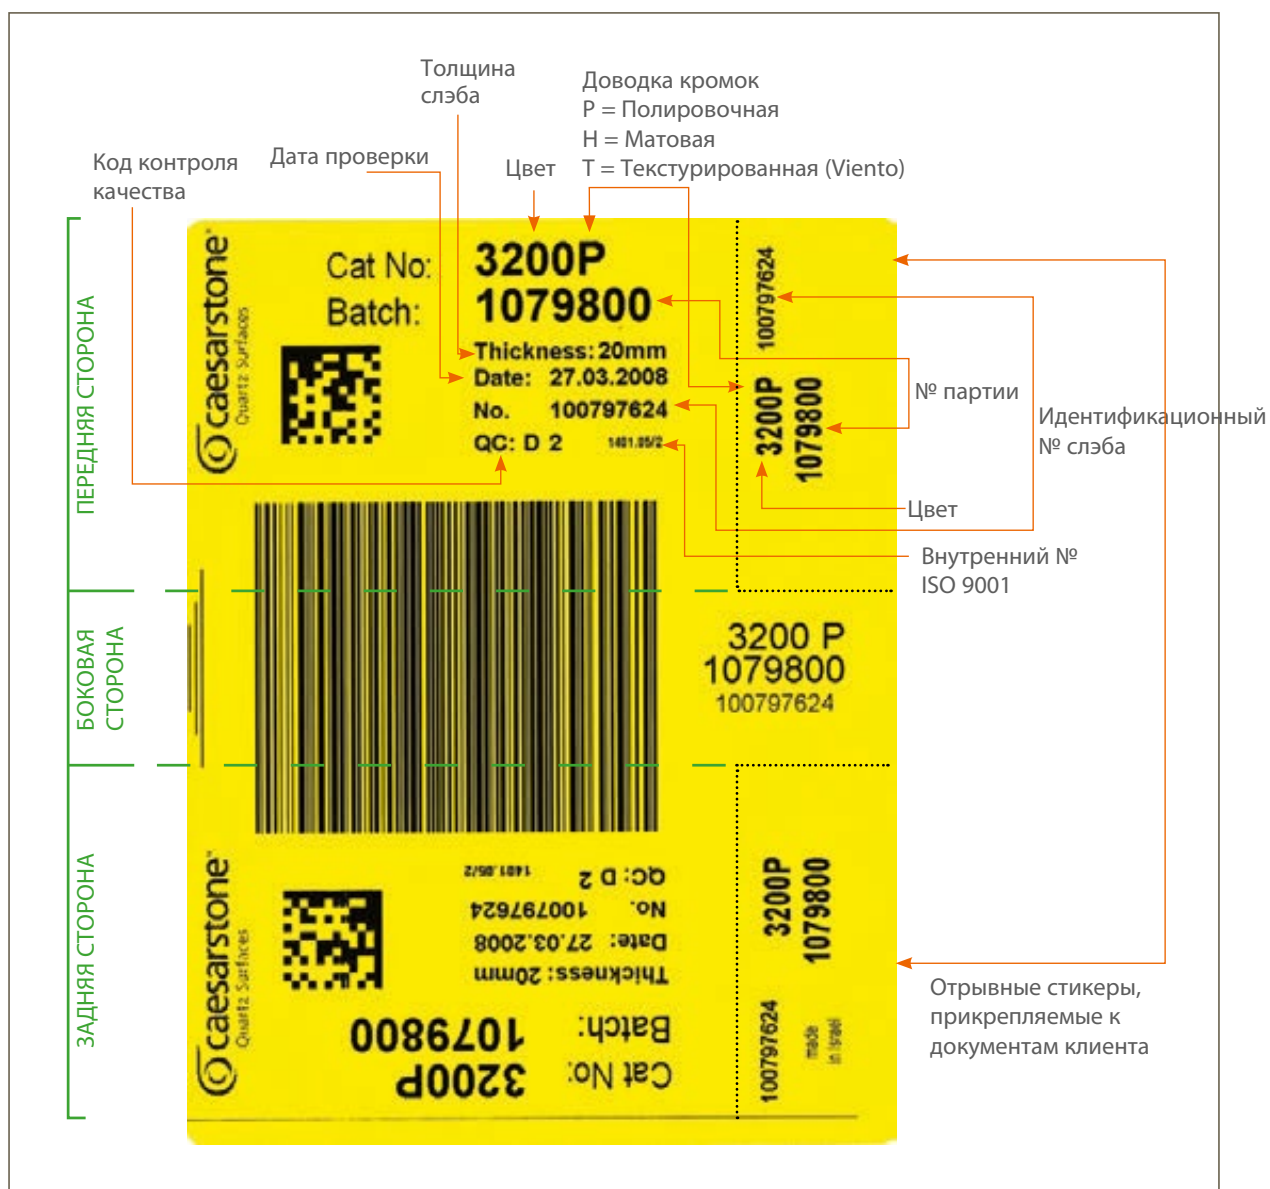 Толщина
слэба
Доводка кромок
P = Полировочная
H = Матовая
T = Текстурированная (Viento)
Код контроля
качества
Дата проверки
Цвет
ПЕРЕДНЯЯ СТОРОНА
caesarstone
Quartz Surfaces
Cat No: 3200P
Batch: 1079800
Thickness: 20mm
Date: 27.03.2008
No. 100797624
QC: D 2 1401.05/2
100797624
3200P
1079800
№ партии
Идентификационный
№ слэба
Цвет
Внутренний №
ISO 9001
БОКОВАЯ
СТОРОНА
3200 P
1079800
100797624
ЗАДНЯЯ СТОРОНА
caesarstone
Quartz Surfaces
Cat No: 3200P
Batch: 1079800
Thickness: 20mm
Date: 27.03.2008
No. 100797624
QC: D 2 1401.05/2
3200P
1079800
100797624
made
in Israel
Отрывные стикеры,
прикрепляемые к
документам клиента